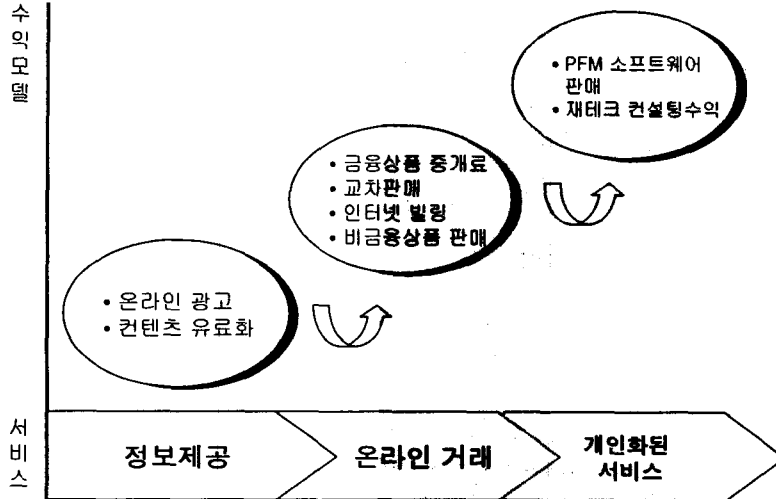 수익모델
• PFM 소프트웨어
판매
• 재테크 컨설팅수익
• 금융상품 중개료
• 교차판매
• 인터넷 빌링
• 비금융상품 판매
• 온라인 광고
• 컨텐츠 유료화
서비스
정보제공
온라인 거래
개인화된
서비스